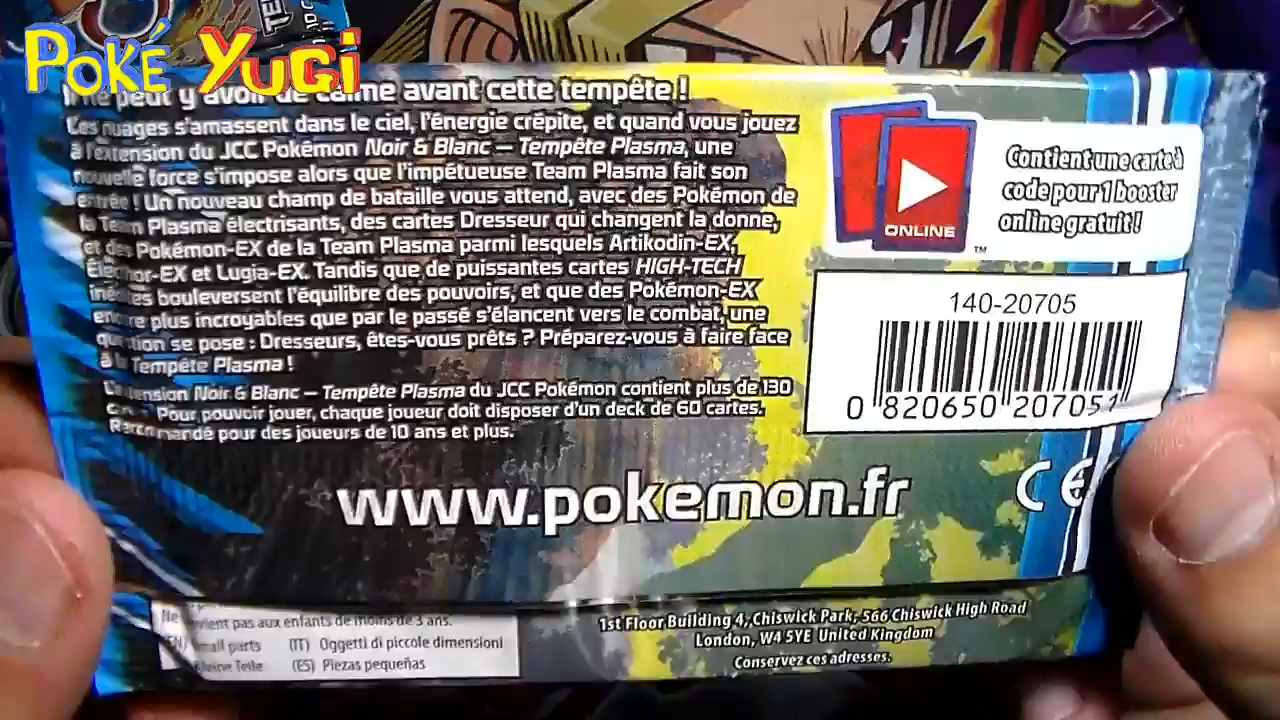 POKÉ YUGI
peut y avoir de calme avant cette tempête !
Ces nuages s'amassent dans le ciel, l'énergie crépite, et quand vous jouez
à l'extension du JCC Pokémon Noir & Blanc – Tempête Plasma, une
nouvelle force s'impose alors que l'impétueuse Team Plasma fait son
entrée ! Un nouveau champ de bataille vous attend, avec des Pokémon de
la Team Plasma électrisants, des cartes Dresseur qui changent la donne,
et des Pokémon-EX de la Team Plasma parmi lesquels Artikodin-EX,
Électhor-EX et Lugia-EX. Tandis que de puissantes cartes HIGH-TECH
inédites bouleversent l'équilibre des pouvoirs, et que des Pokémon-EX
encore plus incroyables que par le passé s'élancent vers le combat, une
question se pose : Dresseurs, êtes-vous prêts ? Préparez-vous à faire face
à la Tempête Plasma !
L'extension Noir & Blanc – Tempête Plasma du JCC Pokémon contient plus de 130
Pour pouvoir jouer, chaque joueur doit disposer d'un deck de 60 cartes.
Recommandé pour des joueurs de 10 ans et plus.
ONLINE
™
Contient une carte à
code pour 1 booster
online gratuit !
140-20705
0 820650 207051
www.pokemon.fr
CE
Ne convient pas aux enfants de moins de 3 ans.
(EN) Small parts (IT) Oggetti di piccole dimensioni
Kleine Teile (ES) Piezas pequeñas
1st Floor Building 4, Chiswick Park, 566 Chiswick High Road
London, W4 5YE United Kingdom
Conservez ces adresses.